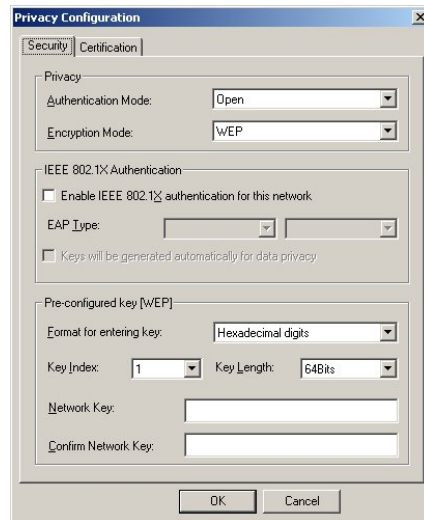 Privacy Configuration
Security Certification
Privacy
Authentication Mode: Open
Encryption Mode: WEP
IEEE 802.1X Authentication
Enable IEEE 802.1X authentication for this network
EAP Type:
Keys will be generated automatically for data privacy
Pre-configured key [WEP]
Format for entering key: Hexadecimal digits
Key Index: 1 Key Length: 64Bits
Network Key:
Confirm Network Key:
OK Cancel